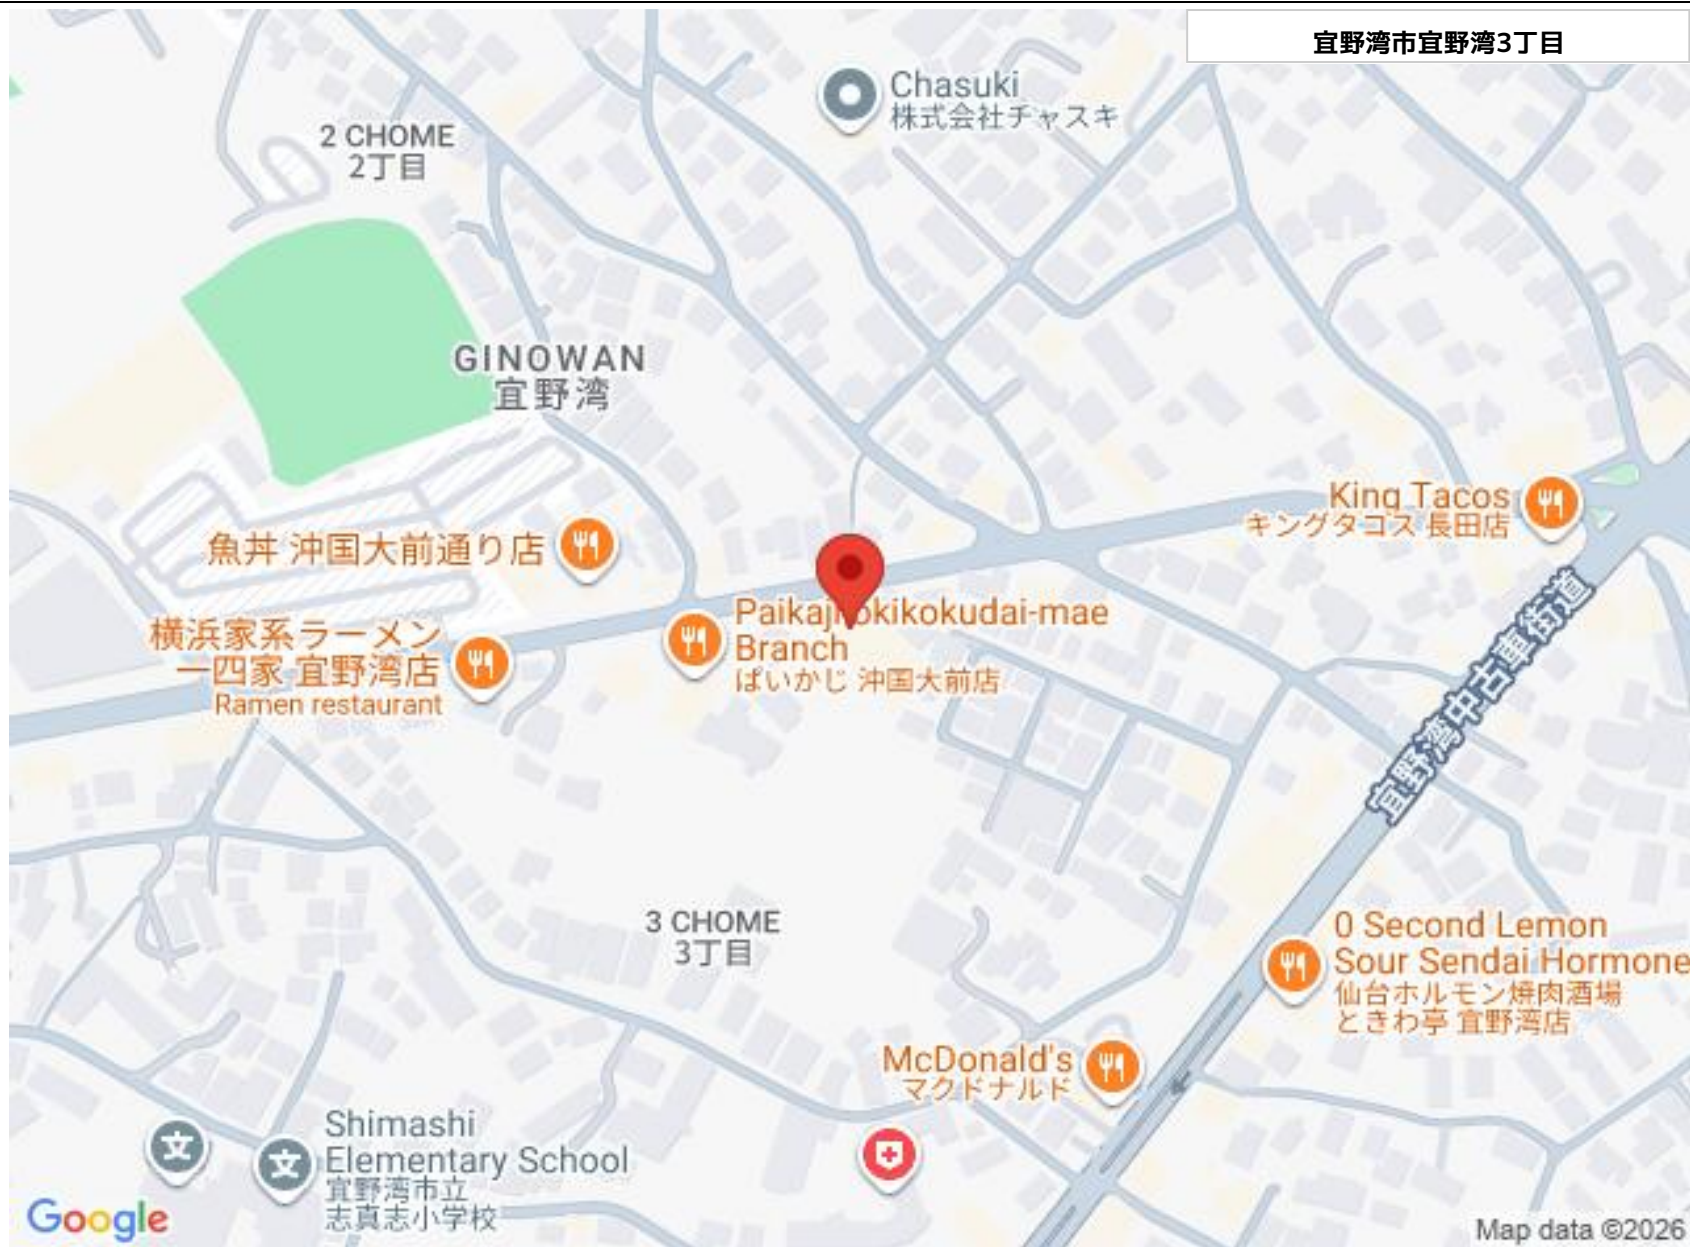 宜野湾市宜野湾3丁目
Chasuki
株式会社チャスキ
2 CHOME
2丁目
GINOWAN
宜野湾
King Tacos
キングタコス 長田店
魚丼 沖国大前通り店
Paikaji okikokudai-mae
Branch
ぱいかじ 沖国大前店
横浜家系ラーメン
一四家 宜野湾店
Ramen restaurant
宜野湾中古車街道
3 CHOME
3丁目
0 Second Lemon
Sour Sendai Hormone
仙台ホルモン焼肉酒場
ときわ亭 宜野湾店
McDonald's
マクドナルド
文
文
Shimashi
Elementary School
宜野湾市立
志真志小学校
Google
Map data ©2026